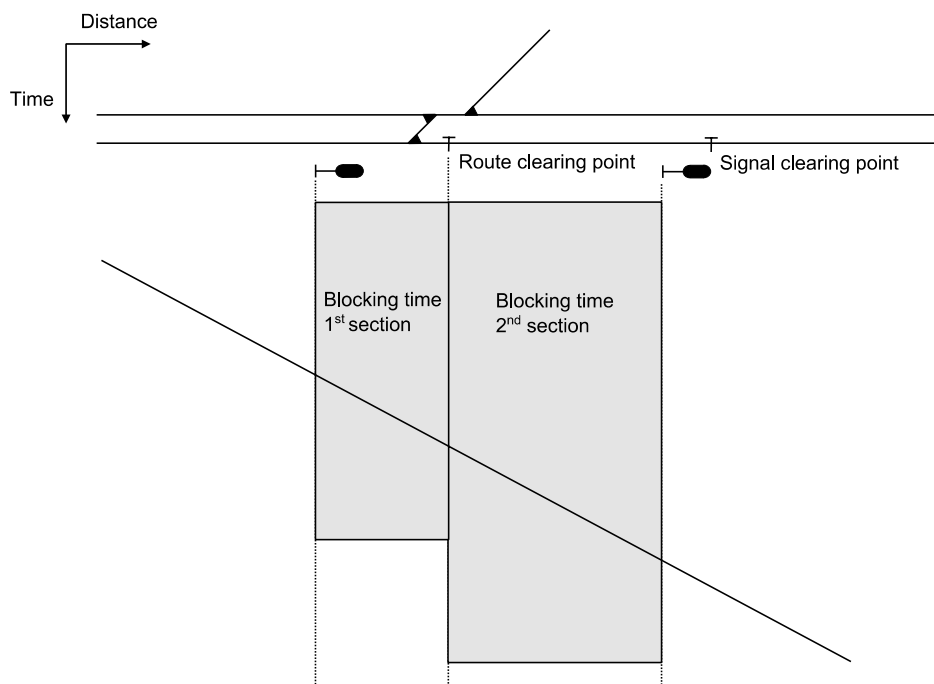 Distance
Time
Route clearing point
Signal clearing point
Blocking time
1st section
Blocking time
2nd section